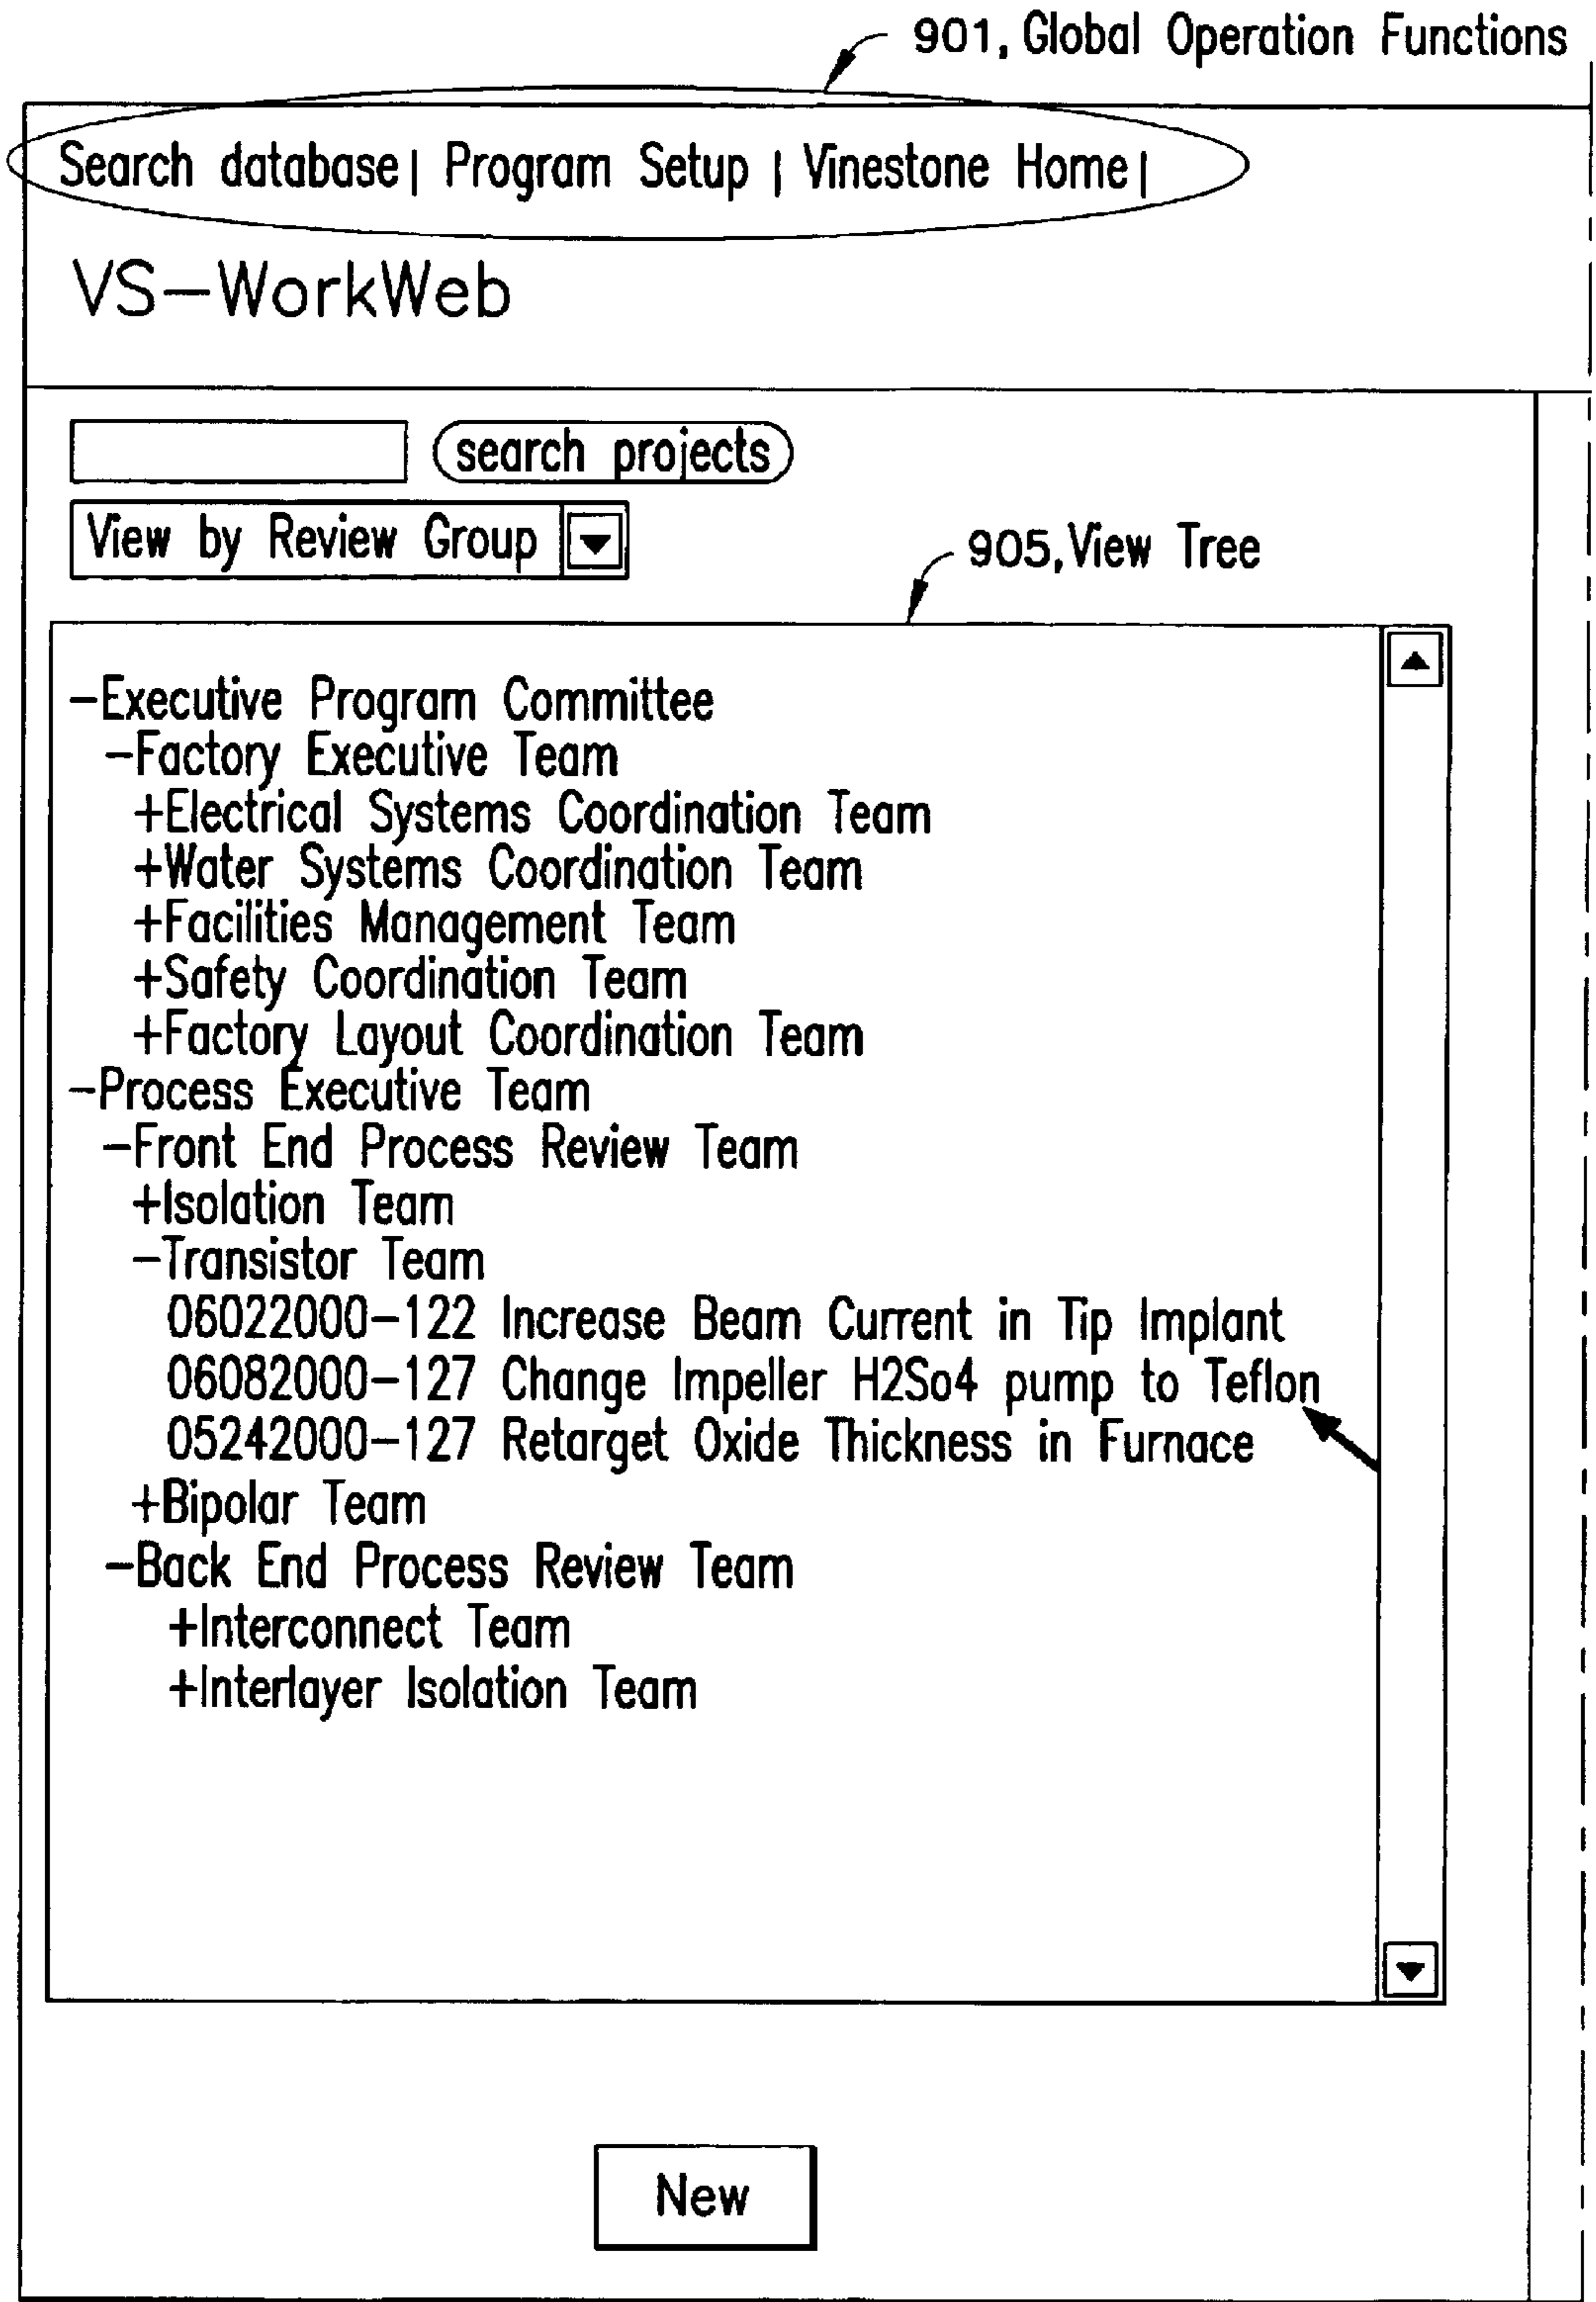 901, Global Operation Functions
Search database| Program Setup | Vinestone Home|
VS-WorkWeb
search projects
View by Review Group
905, View Tree
-Executive Program Committee
-Factory Executive Team
+Electrical Systems Coordination Team
+Water Systems Coordination Team
+Facilities Management Team
+Safety Coordination Team
+Factory Layout Coordination Team
-Process Executive Team
-Front End Process Review Team
+Isolation Team
-Transistor Team
06022000-122 Increase Beam Current in Tip Implant
06082000-127 Change Impeller H2So4 pump to Teflon
05242000-127 Retarget Oxide Thickness in Furnace
+Bipolar Team
-Back End Process Review Team
+Interconnect Team
+Interlayer Isolation Team
New